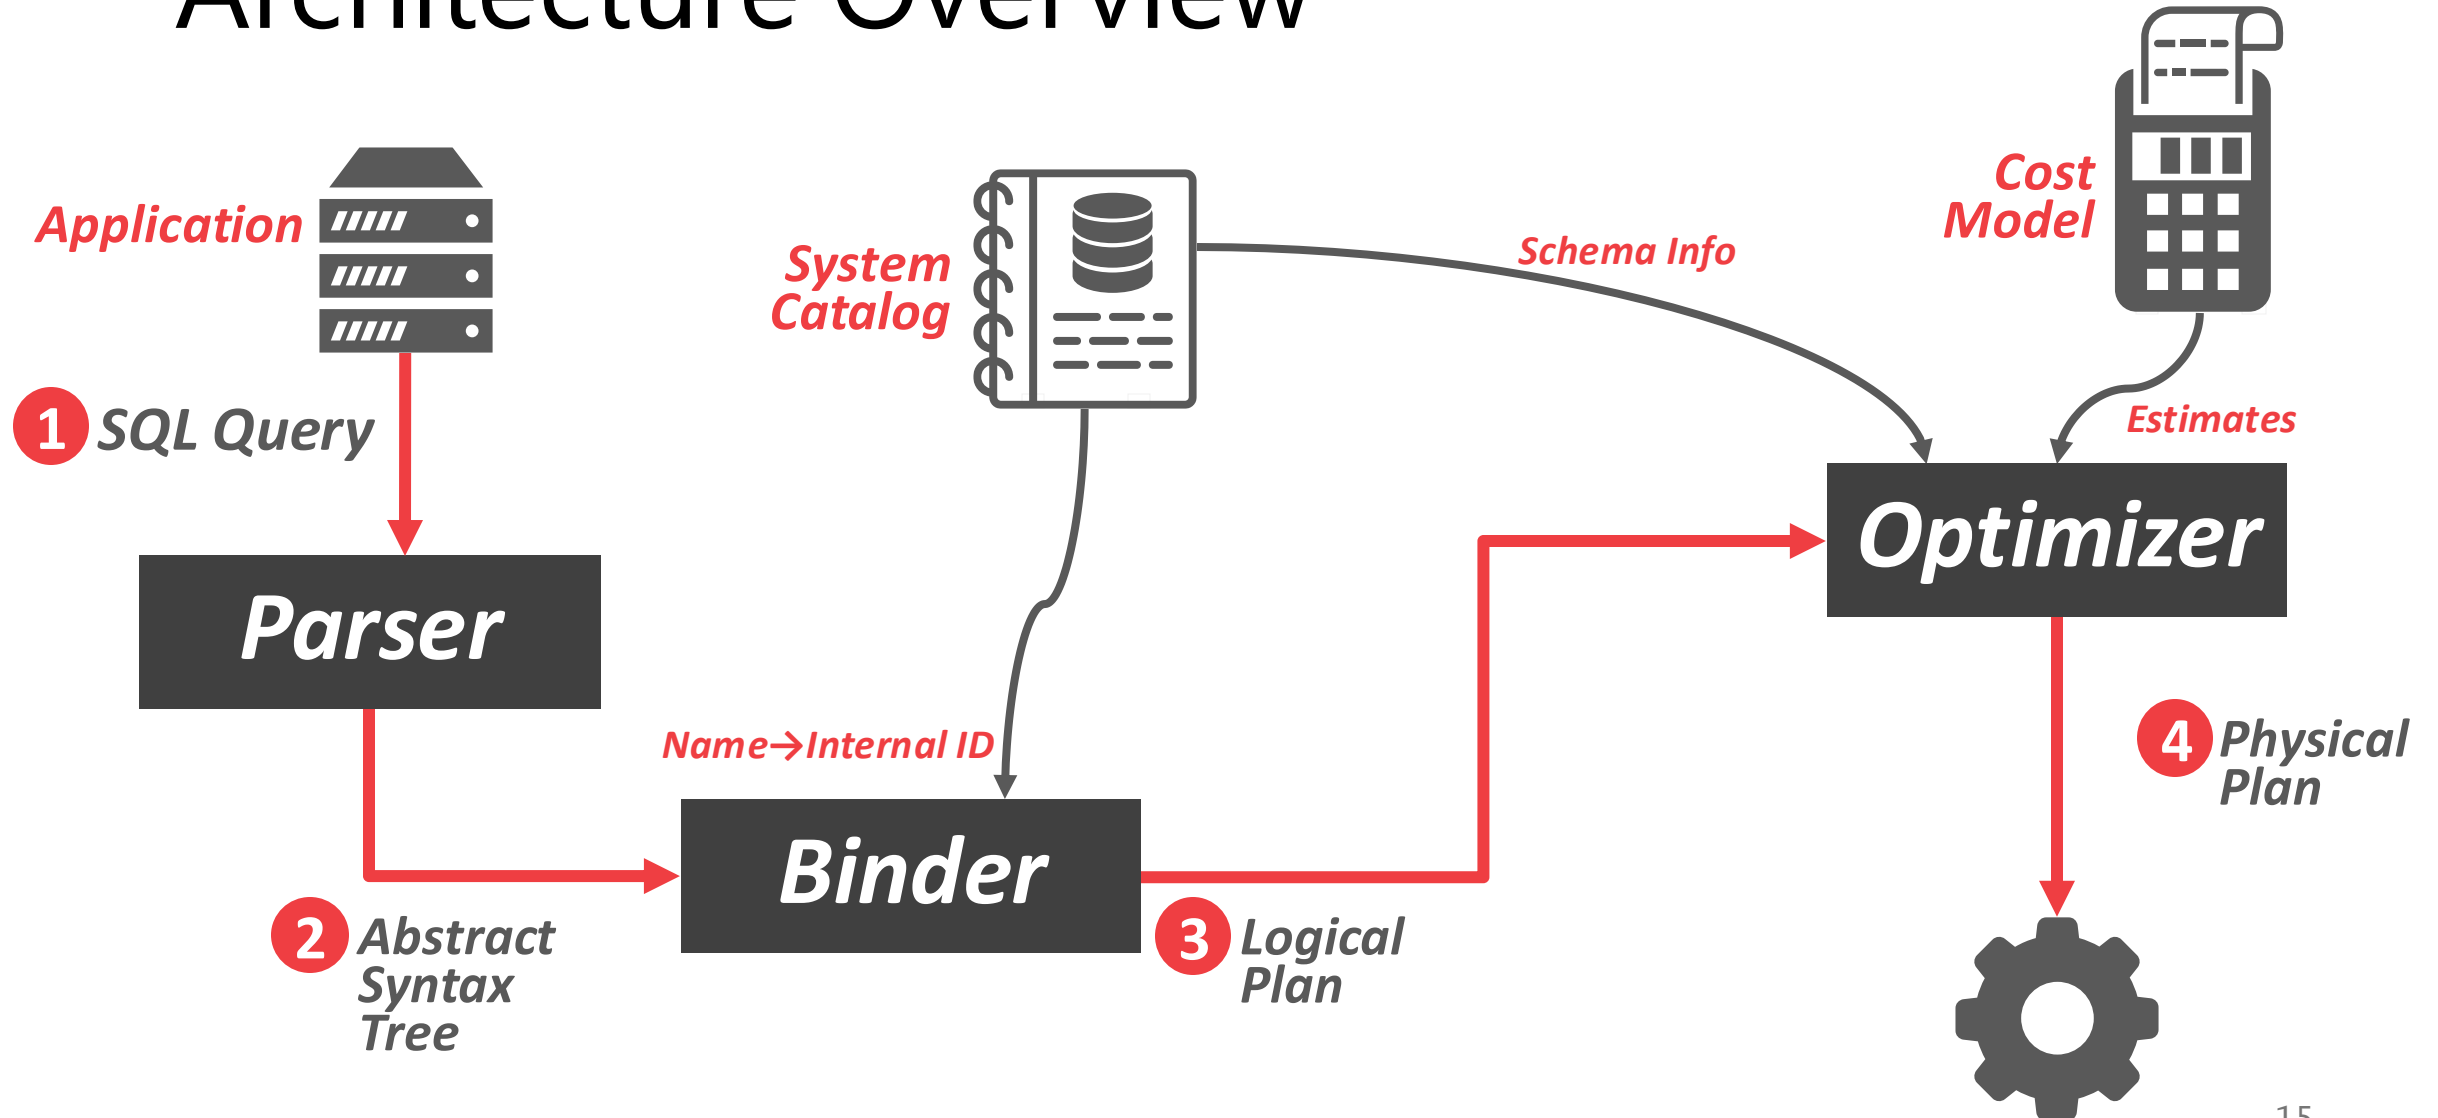 Architecture Overview
Application
System
Catalog
Schema Info
Cost
Model
1 SQL Query
Estimates
Optimizer
Parser
Name→Internal ID
4 Physical
Plan
Binder
2 Abstract
Syntax
Tree
3 Logical
Plan
15